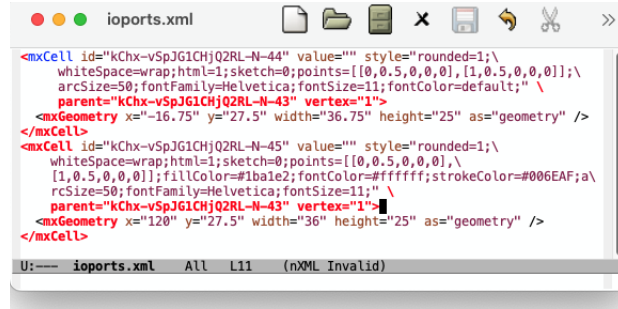 ioports.xml
<mxCell id="kChx-vSpJG1CHjQ2RL-N-44" value="" style="rounded=1;\
whiteSpace=wrap;html=1;sketch=0;points=[[0,0.5,0,0,0],[1,0.5,0,0,0]];\
arcSize=50;fontFamily=Helvetica;fontSize=11;fontColor=default;" \
parent="kChx-vSpJG1CHjQ2RL-N-43" vertex="1">
<mxGeometry x="-16.75" y="27.5" width="36.75" height="25" as="geometry" />
</mxCell>
<mxCell id="kChx-vSpJG1CHjQ2RL-N-45" value="" style="rounded=1;\
whiteSpace=wrap;html=1;sketch=0;points=[[0,0.5,0,0,0],\
[1,0.5,0,0,0]];fillColor=#1ba1e2;fontColor=#ffffff;strokeColor=#006EAF;a\
rcSize=50;fontFamily=Helvetica;fontSize=11;" \
parent="kChx-vSpJG1CHjQ2RL-N-43" vertex="1">
<mxGeometry x="120" y="27.5" width="36" height="25" as="geometry" />
</mxCell>
U:--- ioports.xml All L11 (nXML Invalid)